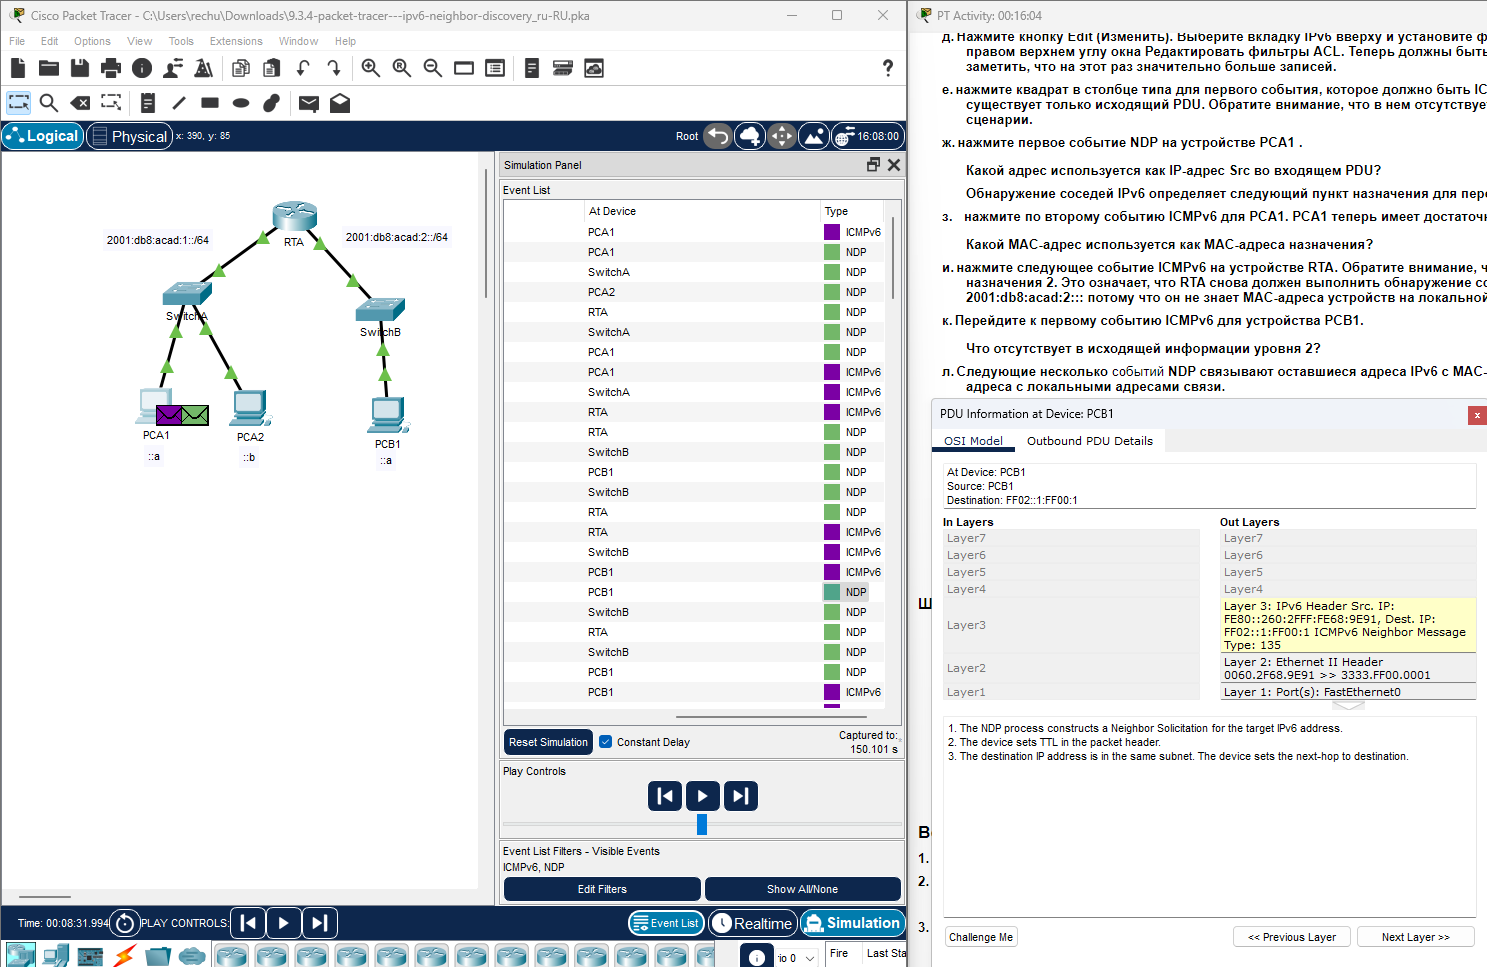 Cisco Packet Tracer - C:\Users\rechu\Downloads\9.3.4-packet-tracer---ipv6-neighbor-discovery_ru-RU.pka
File Edit Options View Tools Extensions Window Help
Logical
Physical
x: 390, y: 85
Root
16:08:00
2001:db8:acad:1::/64
RTA
2001:db8:acad:2::/64
SwitchA
SwitchB
PCA1
::a
PCA2
::b
PCB1
::a
Simulation Panel
Event List
At Device Type
PCA1 ICMPv6
PCA1 NDP
SwitchA NDP
PCA2 NDP
RTA NDP
SwitchA NDP
PCA1 NDP
PCA1 ICMPv6
SwitchA ICMPv6
RTA ICMPv6
RTA NDP
SwitchB NDP
PCB1 NDP
SwitchB NDP
RTA NDP
RTA ICMPv6
SwitchB ICMPv6
PCB1 ICMPv6
PCB1 NDP
SwitchB NDP
RTA NDP
SwitchB NDP
PCB1 NDP
PCB1 ICMPv6
Reset Simulation
Constant Delay
Captured to:
150.101 s
Play Controls
Event List Filters - Visible Events
ICMPv6, NDP
Edit Filters
Show All/None
Time: 00:08:31.994
PLAY CONTROLS:
Event List
Realtime
Simulation
io 0
Fire
Last Sta
PT Activity: 00:16:04
д. Нажмите кнопку Edit (Изменить). Выберите вкладку IPv6 вверху и установите ф
правом верхнем углу окна Редактировать фильтры ACL. Теперь должны быть
заметить, что на этот раз значительно больше записей.
е. нажмите квадрат в столбце типа для первого события, которое должно быть IC
существует только исходящий PDU. Обратите внимание, что в нем отсутствуе
сценарии.
ж. нажмите первое событие NDP на устройстве PCA1 .
Какой адрес используется как IP-адрес Src во входящем PDU?
Обнаружение соседей IPv6 определяет следующий пункт назначения для пер
з. нажмите по второму событию ICMPv6 для PCA1. PCA1 теперь имеет достаточн
Какой MAC-адрес используется как MAC-адреса назначения?
и. нажмите следующее событие ICMPv6 на устройстве RTA. Обратите внимание, ч
назначения 2. Это означает, что RTA снова должен выполнить обнаружение со
2001:db8:acad:2::: потому что он не знает MAC-адреса устройств на локальной
к. Перейдите к первому событию ICMPv6 для устройства PCB1.
Что отсутствует в исходящей информации уровня 2?
л. Следующие несколько событий NDP связывают оставшиеся адреса IPv6 с MAC-
адреса с локальными адресами связи.
Ш
В
1.
2.
3.
PDU Information at Device: PCB1
x
OSI Model
Outbound PDU Details
At Device: PCB1
Source: PCB1
Destination: FF02::1:FF00:1
In Layers
Layer7
Layer6
Layer5
Layer4
Layer3
Layer2
Layer1
Out Layers
Layer7
Layer6
Layer5
Layer4
Layer 3: IPv6 Header Src. IP:
FE80::260:2FFF:FE68:9E91, Dest. IP:
FF02::1:FF00:1 ICMPv6 Neighbor Message
Type: 135
Layer 2: Ethernet II Header
0060.2F68.9E91 >> 3333.FF00.0001
Layer 1: Port(s): FastEthernet0
1. The NDP process constructs a Neighbor Solicitation for the target IPv6 address.
2. The device sets TTL in the packet header.
3. The destination IP address is in the same subnet. The device sets the next-hop to destination.
Challenge Me
<< Previous Layer
Next Layer >>